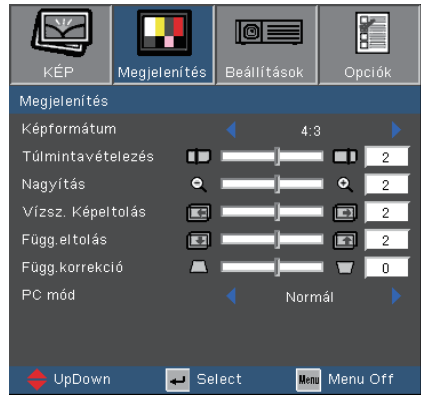 KÉP Megjelenítés Beállítások Opciók
Megjelenítés
Képformátum 4:3
Túlmintavételezés 2
Nagyítás 2
Vízsz. Képeltolás 2
Függ.eltolás 2
Függ.korrekció 0
PC mód Normál
UpDown Select Menu Menu Off